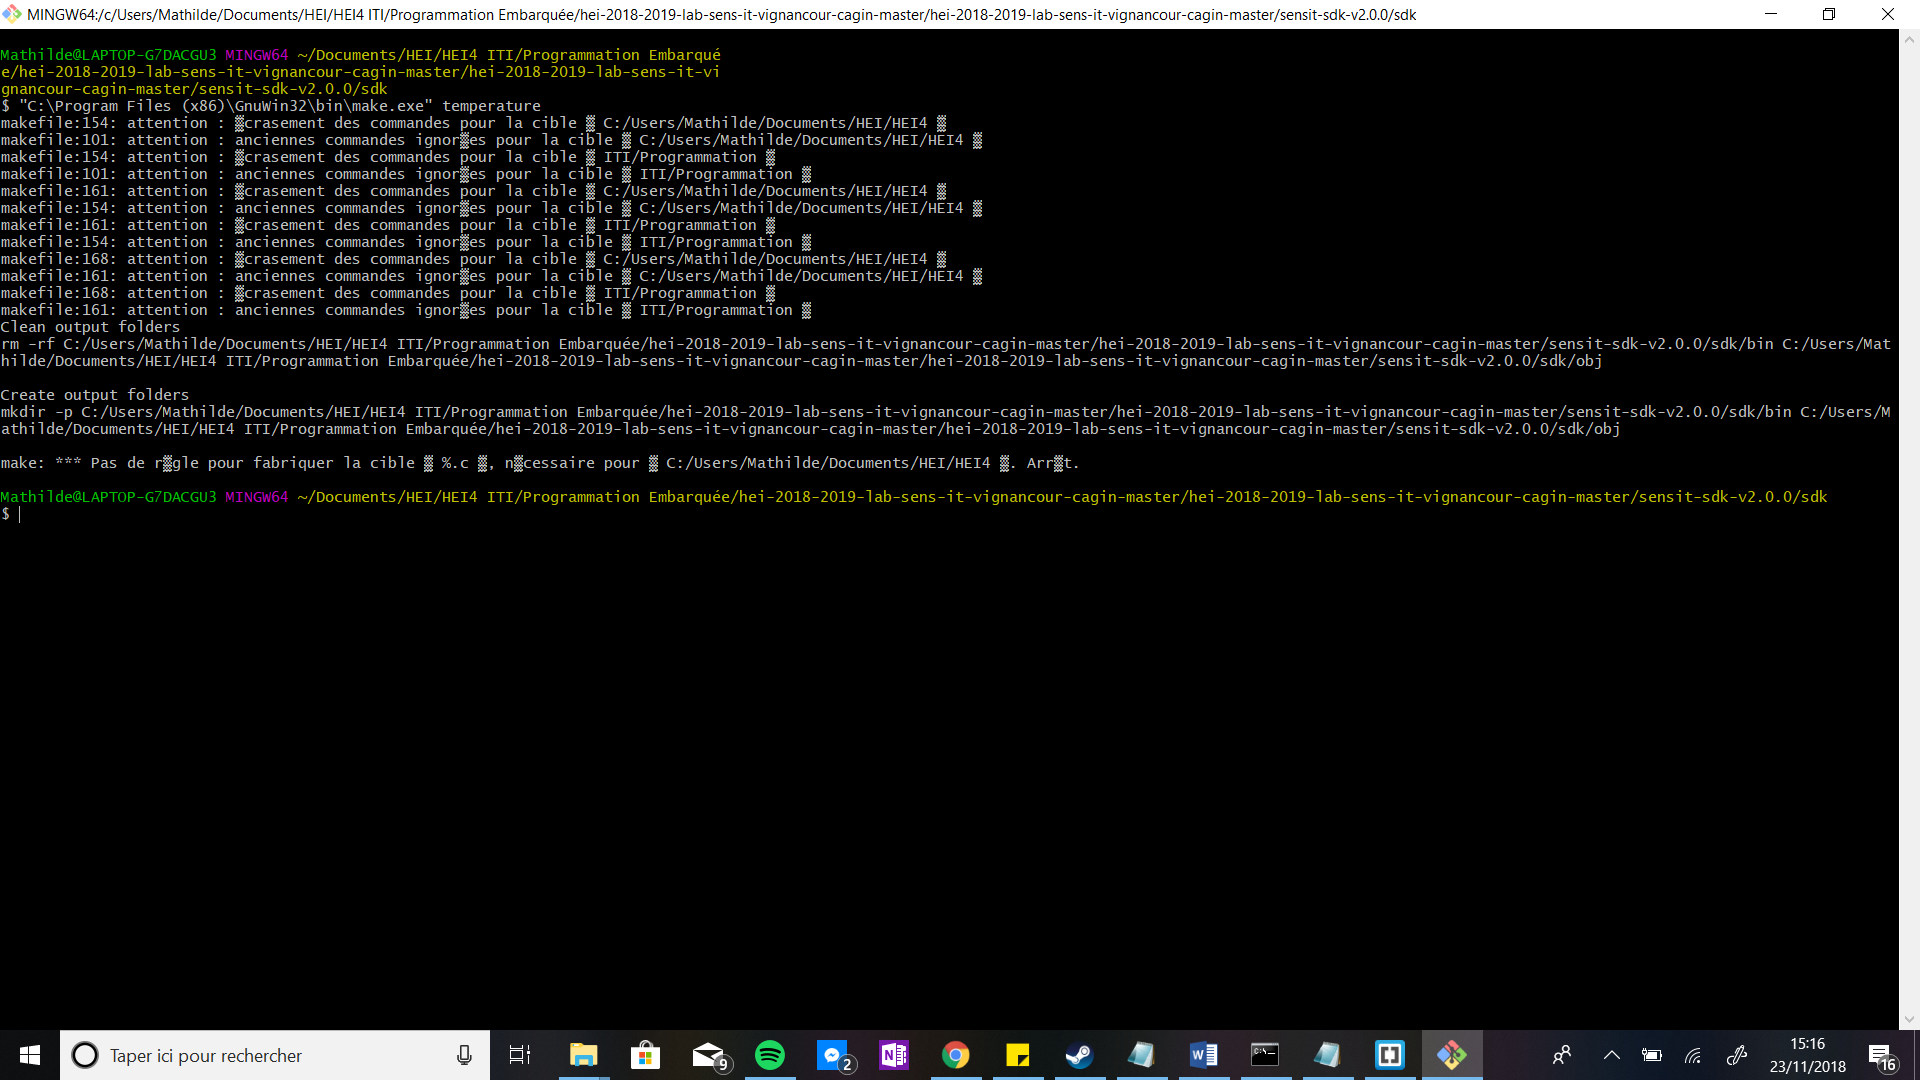 MINGW64:/c/Users/Mathilde/Documents/HEI/HEI4 ITI/Programmation Embarquée/hei-2018-2019-lab-sens-it-vignancour-cagin-master/hei-2018-2019-lab-sens-it-vignancour-cagin-master/sensit-sdk-v2.0.0/sdk
Mathilde@LAPTOP-G7DACGU3 MINGW64 ~/Documents/HEI/HEI4 ITI/Programmation Embarqué
e/hei-2018-2019-lab-sens-it-vignancour-cagin-master/hei-2018-2019-lab-sens-it-vi
gnancour-cagin-master/sensit-sdk-v2.0.0/sdk
$ "C:\Program Files (x86)\GnuWin32\bin\make.exe" temperature
makefile:154: attention : ▒crasement des commandes pour la cible ▒ C:/Users/Mathilde/Documents/HEI/HEI4 ▒
makefile:101: attention : anciennes commandes ignor▒es pour la cible ▒ C:/Users/Mathilde/Documents/HEI/HEI4 ▒
makefile:154: attention : ▒crasement des commandes pour la cible ▒ ITI/Programmation ▒
makefile:101: attention : anciennes commandes ignor▒es pour la cible ▒ ITI/Programmation ▒
makefile:161: attention : ▒crasement des commandes pour la cible ▒ C:/Users/Mathilde/Documents/HEI/HEI4 ▒
makefile:154: attention : anciennes commandes ignor▒es pour la cible ▒ C:/Users/Mathilde/Documents/HEI/HEI4 ▒
makefile:161: attention : ▒crasement des commandes pour la cible ▒ ITI/Programmation ▒
makefile:154: attention : anciennes commandes ignor▒es pour la cible ▒ ITI/Programmation ▒
makefile:168: attention : ▒crasement des commandes pour la cible ▒ C:/Users/Mathilde/Documents/HEI/HEI4 ▒
makefile:161: attention : anciennes commandes ignor▒es pour la cible ▒ C:/Users/Mathilde/Documents/HEI/HEI4 ▒
makefile:168: attention : ▒crasement des commandes pour la cible ▒ ITI/Programmation ▒
makefile:161: attention : anciennes commandes ignor▒es pour la cible ▒ ITI/Programmation ▒
Clean output folders
rm -rf C:/Users/Mathilde/Documents/HEI/HEI4 ITI/Programmation Embarquée/hei-2018-2019-lab-sens-it-vignancour-cagin-master/hei-2018-2019-lab-sens-it-vignancour-cagin-master/sensit-sdk-v2.0.0/sdk/bin C:/Users/Mat
hilde/Documents/HEI/HEI4 ITI/Programmation Embarquée/hei-2018-2019-lab-sens-it-vignancour-cagin-master/hei-2018-2019-lab-sens-it-vignancour-cagin-master/sensit-sdk-v2.0.0/sdk/obj
Create output folders
mkdir -p C:/Users/Mathilde/Documents/HEI/HEI4 ITI/Programmation Embarquée/hei-2018-2019-lab-sens-it-vignancour-cagin-master/hei-2018-2019-lab-sens-it-vignancour-cagin-master/sensit-sdk-v2.0.0/sdk/bin C:/Users/M
athilde/Documents/HEI/HEI4 ITI/Programmation Embarquée/hei-2018-2019-lab-sens-it-vignancour-cagin-master/hei-2018-2019-lab-sens-it-vignancour-cagin-master/sensit-sdk-v2.0.0/sdk/obj
make: *** Pas de r▒gle pour fabriquer la cible ▒ %.c ▒, n▒cessaire pour ▒ C:/Users/Mathilde/Documents/HEI/HEI4 ▒. Arr▒t.
Mathilde@LAPTOP-G7DACGU3 MINGW64 ~/Documents/HEI/HEI4 ITI/Programmation Embarquée/hei-2018-2019-lab-sens-it-vignancour-cagin-master/hei-2018-2019-lab-sens-it-vignancour-cagin-master/sensit-sdk-v2.0.0/sdk
$
Taper ici pour rechercher
9
2
N
W
C:\
15:16
23/11/2018
16